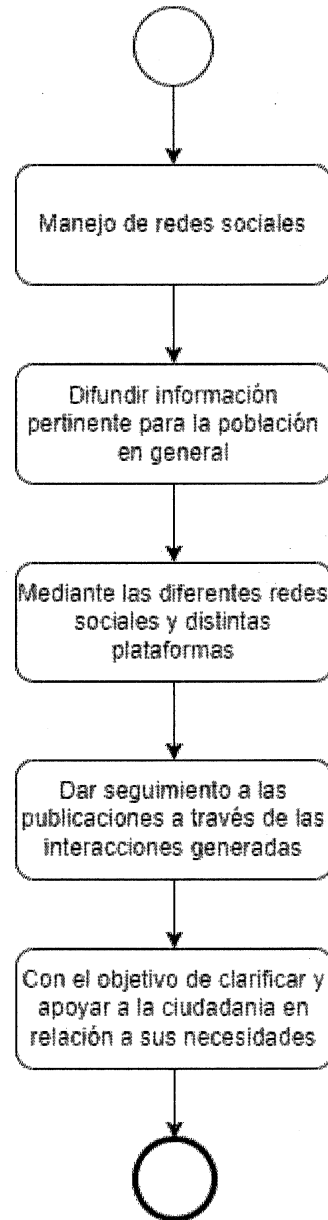 Manejo de redes sociales
Difundir información
pertinente para la población
en general
Mediante las diferentes redes
sociales y distintas
plataformas
Dar seguimiento a las
publicaciones a través de las
interacciones generadas
Con el objetivo de clarificar y
apoyar a la ciudadania en
relación a sus necesidades